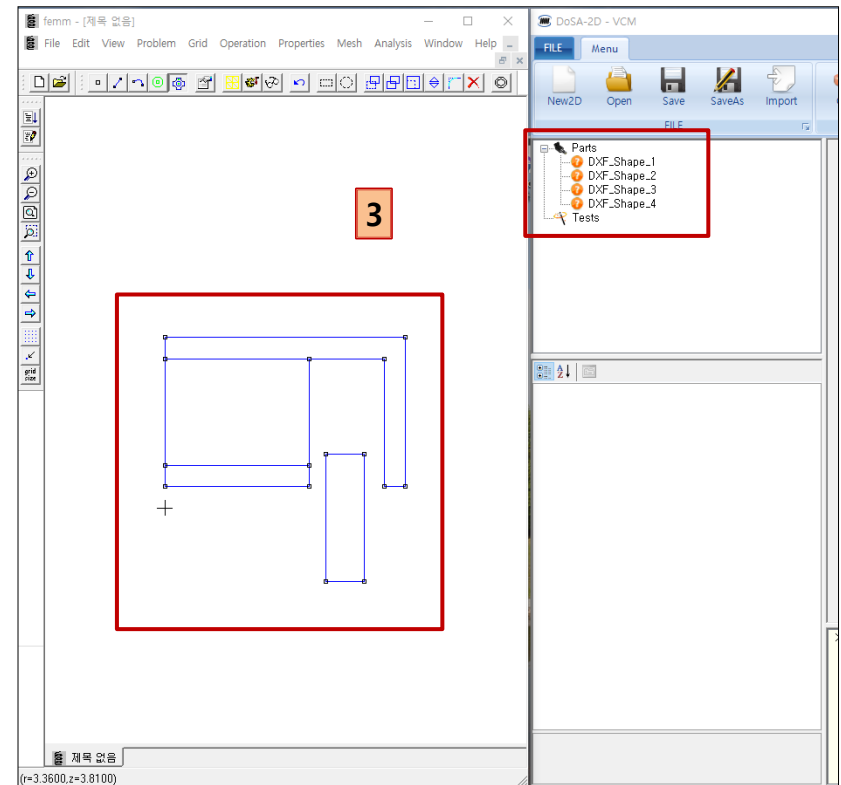 femm - [제목 없음]
File Edit View Problem Grid Operation Properties Mesh Analysis Window Help
grid
size
3
제목 없음
(r=3.3600,z=3.8100)
DoSA-2D - VCM
FILE Menu
New2D Open Save SaveAs Import
FILE
Parts
DXF_Shape_1
DXF_Shape_2
DXF_Shape_3
DXF_Shape_4
Tests